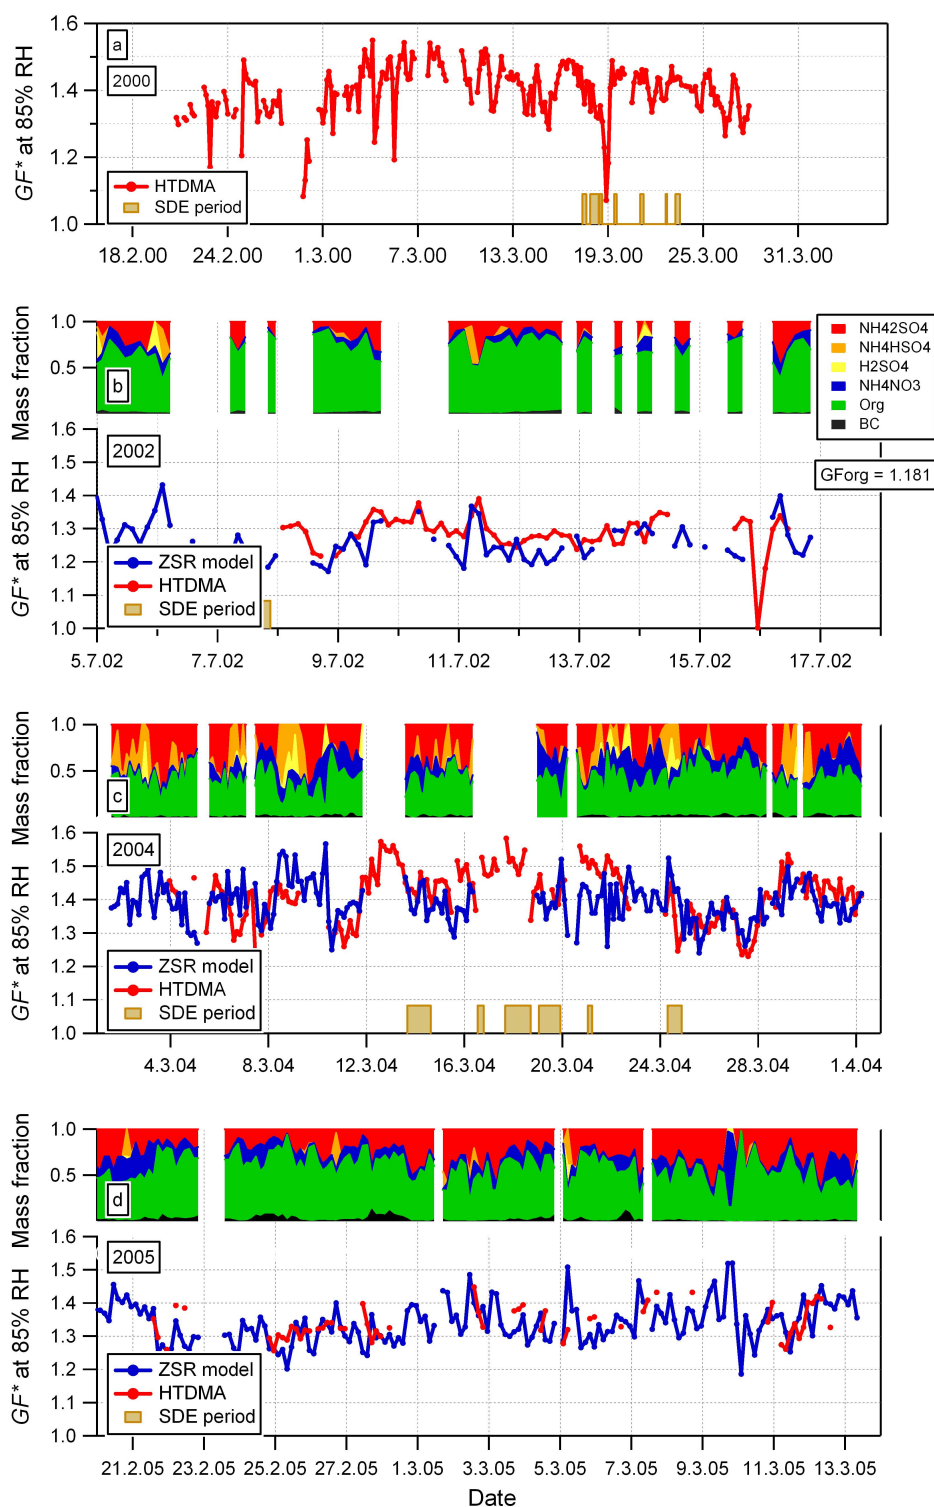 1.6
a
2000
1.4
1.2
1.0
GF* at 85% RH
HTDMA
SDE period
18.2.00 24.2.00 1.3.00 7.3.00 13.3.00 19.3.00 25.3.00 31.3.00
1.0
0.5
Mass fraction
b
NH42SO4
NH4HSO4
H2SO4
NH4NO3
Org
BC
GForg = 1.181
1.6
1.5
1.4
1.3
1.2
1.1
1.0
GF* at 85% RH
2002
ZSR model
HTDMA
SDE period
5.7.02 7.7.02 9.7.02 11.7.02 13.7.02 15.7.02 17.7.02
1.0
0.5
Mass fraction
c
1.6
1.5
1.4
1.3
1.2
1.1
1.0
GF* at 85% RH
2004
ZSR model
HTDMA
SDE period
4.3.04 8.3.04 12.3.04 16.3.04 20.3.04 24.3.04 28.3.04 1.4.04
1.0
0.5
Mass fraction
d
1.6
1.5
1.4
1.3
1.2
1.1
1.0
GF* at 85% RH
2005
ZSR model
HTDMA
SDE period
21.2.05 23.2.05 25.2.05 27.2.05 1.3.05 3.3.05 5.3.05 7.3.05 9.3.05 11.3.05 13.3.05
Date